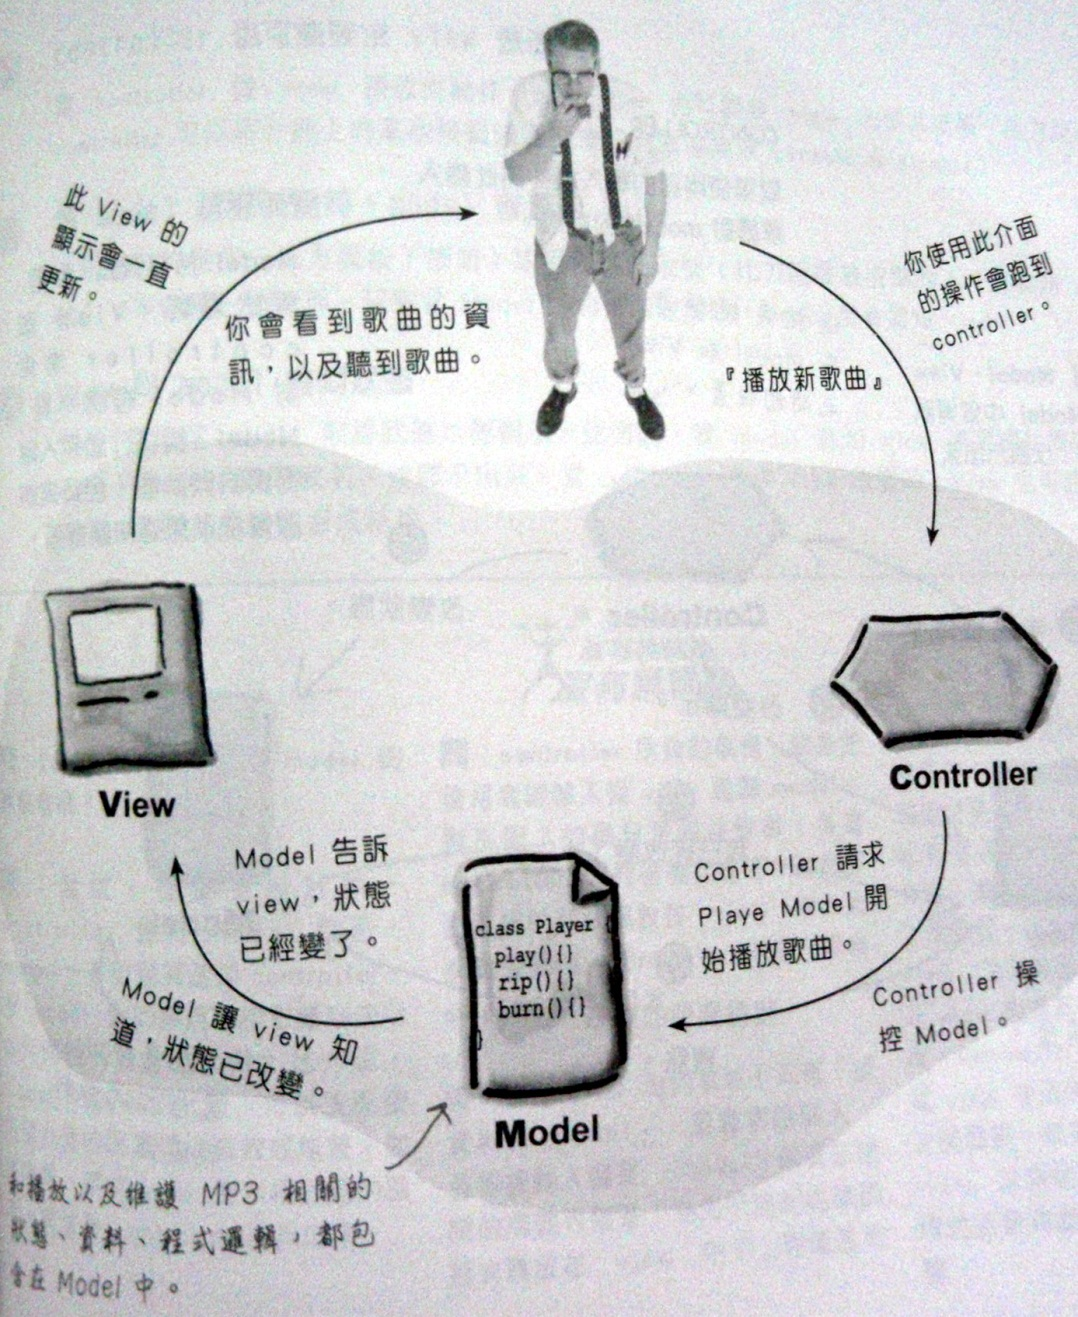 此 View 的
顯示會一直
更新。
你會看到歌曲的資
訊，以及聽到歌曲。
你使用此介面
的操作會跑到
controller。
『播放新歌曲』
View
Controller
Model 告訴
view，狀態
已經變了。
Model 讓 view 知
道，狀態已改變。
class Player {
play(){}
rip(){}
burn(){}
}
Model
Controller 請求
Playe Model 開
始播放歌曲。
Controller 操
控 Model。
和播放以及維護 MP3 相關的
狀態、資料、程式邏輯，都包
含在 Model 中。